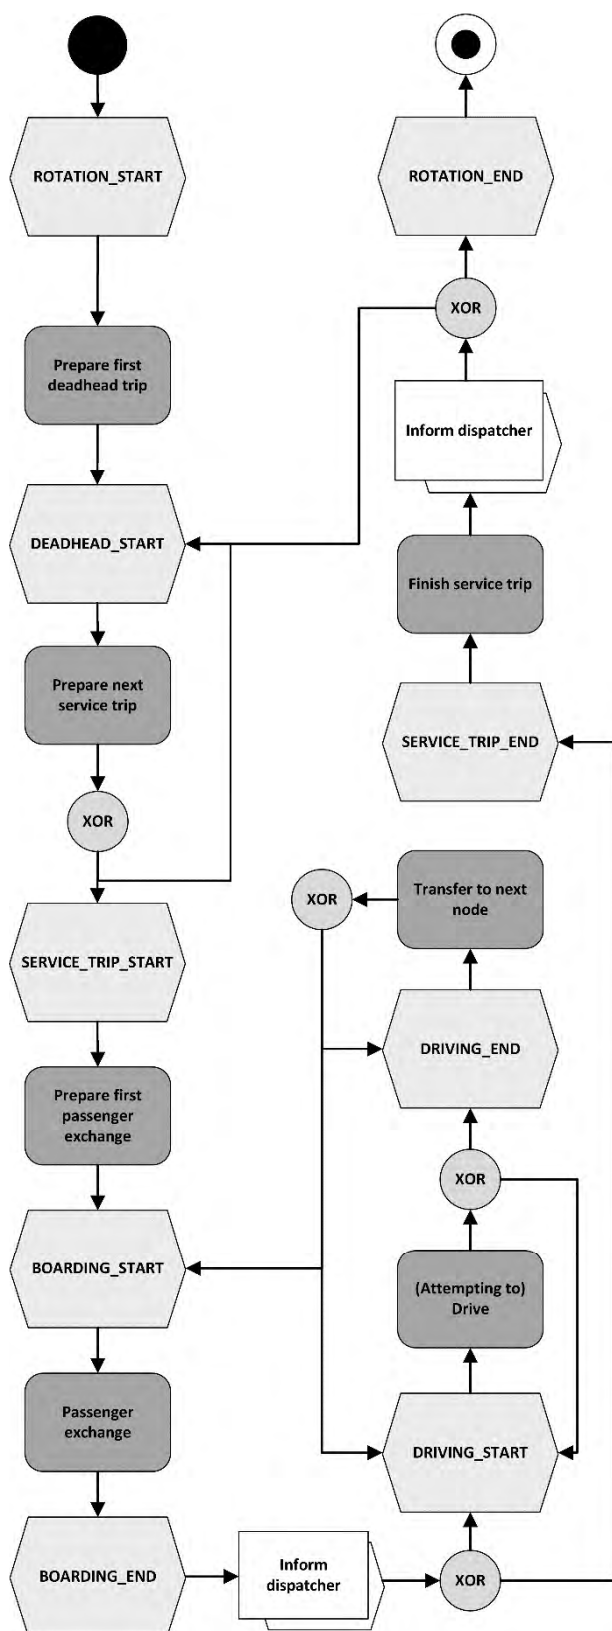 ROTATION_START
Prepare first
deadhead trip
DEADHEAD_START
Prepare next
service trip
XOR
SERVICE_TRIP_START
Prepare first
passenger
exchange
BOARDING_START
Passenger
exchange
BOARDING_END
Inform
dispatcher
XOR
DRIVING_START
(Attempting to)
Drive
XOR
DRIVING_END
Transfer to next
node
XOR
SERVICE_TRIP_END
Finish service trip
Inform dispatcher
XOR
ROTATION_END